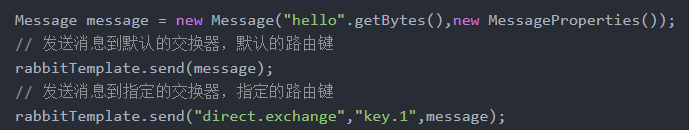 Message message = new Message("hello".getBytes(),new MessageProperties());
// 发送消息到默认的交换器，默认的路由键
rabbitTemplate.send(message);
// 发送消息到指定的交换器，指定的路由键
rabbitTemplate.send("direct.exchange","key.1",message);